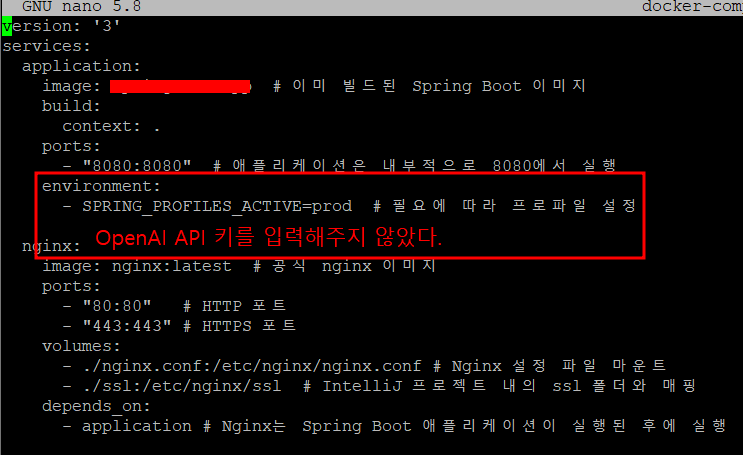 GNU nano 5.8 docker-comp
version: '3'
services:
application:
image: # 이미 빌드된 Spring Boot 이미지
build:
context: .
ports:
- "8080:8080" # 애플리케이션은 내부적으로 8080에서 실행
environment:
- SPRING_PROFILES_ACTIVE=prod # 필요에 따라 프로파일 설정
OpenAI API 키를 입력해주지 않았다.
nginx:
image: nginx:latest # 공식 nginx 이미지
ports:
- "80:80" # HTTP 포트
- "443:443" # HTTPS 포트
volumes:
- ./nginx.conf:/etc/nginx/nginx.conf # Nginx 설정 파일 마운트
- ./ssl:/etc/nginx/ssl # IntelliJ 프로젝트 내의 ssl 폴더와 매핑
depends_on:
- application # Nginx는 Spring Boot 애플리케이션이 실행된 후에 실행